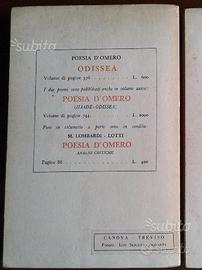 Subito
POESIA D'OMERO
ODISSEA
Volume di pagine 376 . . . . . L. 600
I due poemi sono pubblicati anche in volume unico:
POESIA D'OMERO
(ILIADE-ODISSEA)
Volume di pagine 744 . . . . . L. 1000
Pure in volumetto a parte sono in vendita:
M. LOMBARDI - LOTTI
POESIA D'OMERO
ANALISI CRITICHE
Pagine 86 . . . . . L.
CANOVA - TREVISO
Subito